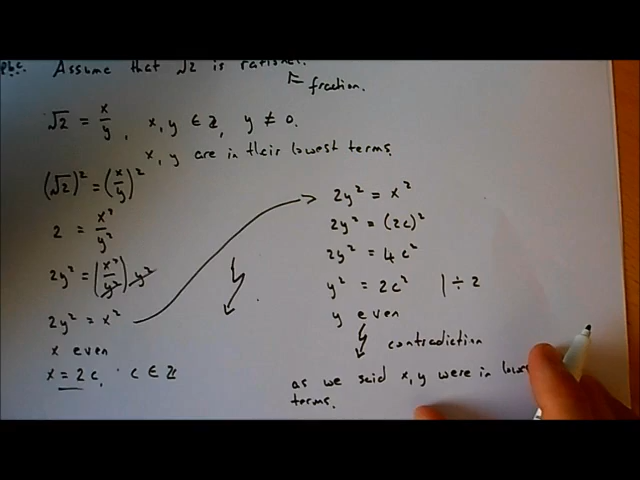 pbc. Assume that √2 is rational.
fraction.
√2 = x/y, x, y ∈ ℤ, y ≠ 0.
x, y are in their lowest terms.
(√2)² = (x/y)²
2 = x²/y²
2y² = (x²/y²) y²
2y² = x²
x even
x = 2c, c ∈ ℤ
2y² = x²
2y² = (2c)²
2y² = 4c²
y² = 2c² | ÷ 2
y even
contradiction
as we said x, y were in lowes
terms.